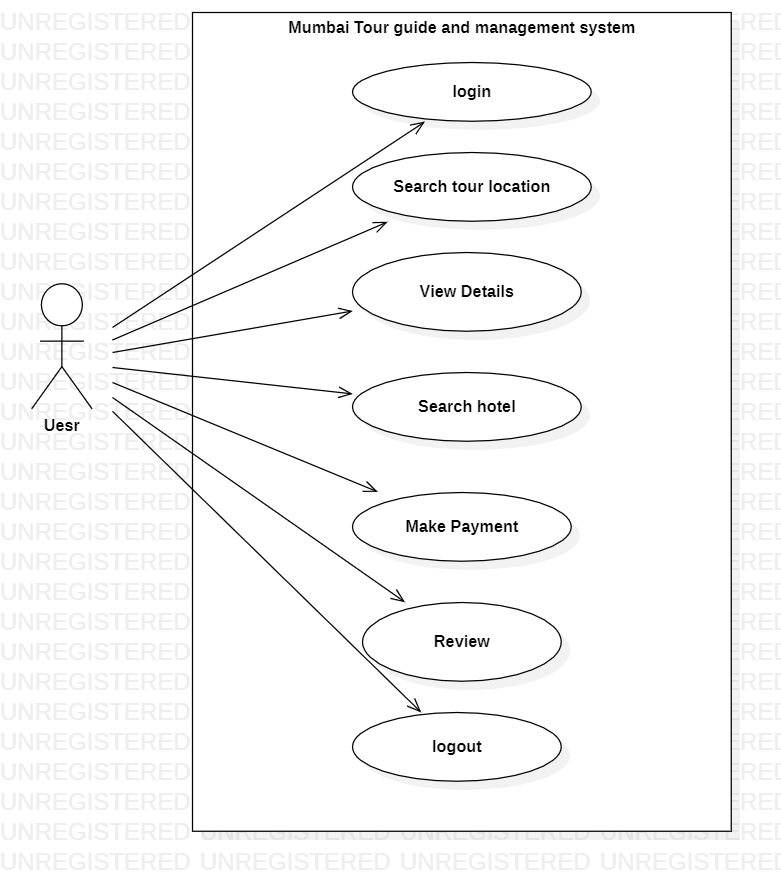 Mumbai Tour guide and management system
login
Search tour location
View Details
Search hotel
Uesr
Make Payment
Review
logout
UNREGISTERED UNREGISTERED UNREGISTERED UNREGISTERED